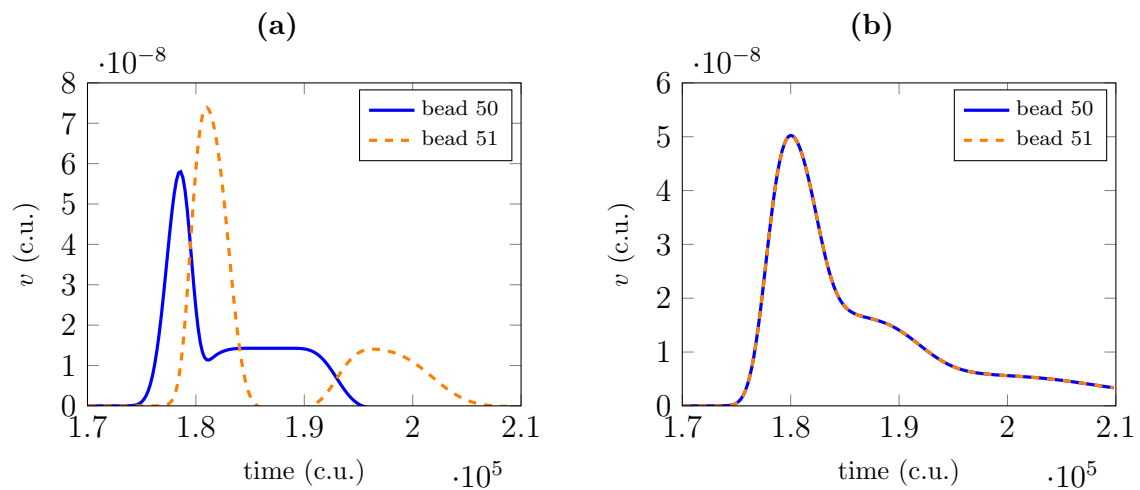 (a)
·10⁻⁸
8
7
6
5
4
3
2
1
0
v (c.u.)
bead 50
bead 51
1.7 1.8 1.9 2 2.1
time (c.u.)
·10⁵
(b)
·10⁻⁸
6
5
4
3
2
1
0
v (c.u.)
bead 50
bead 51
1.7 1.8 1.9 2 2.1
time (c.u.)
·10⁵